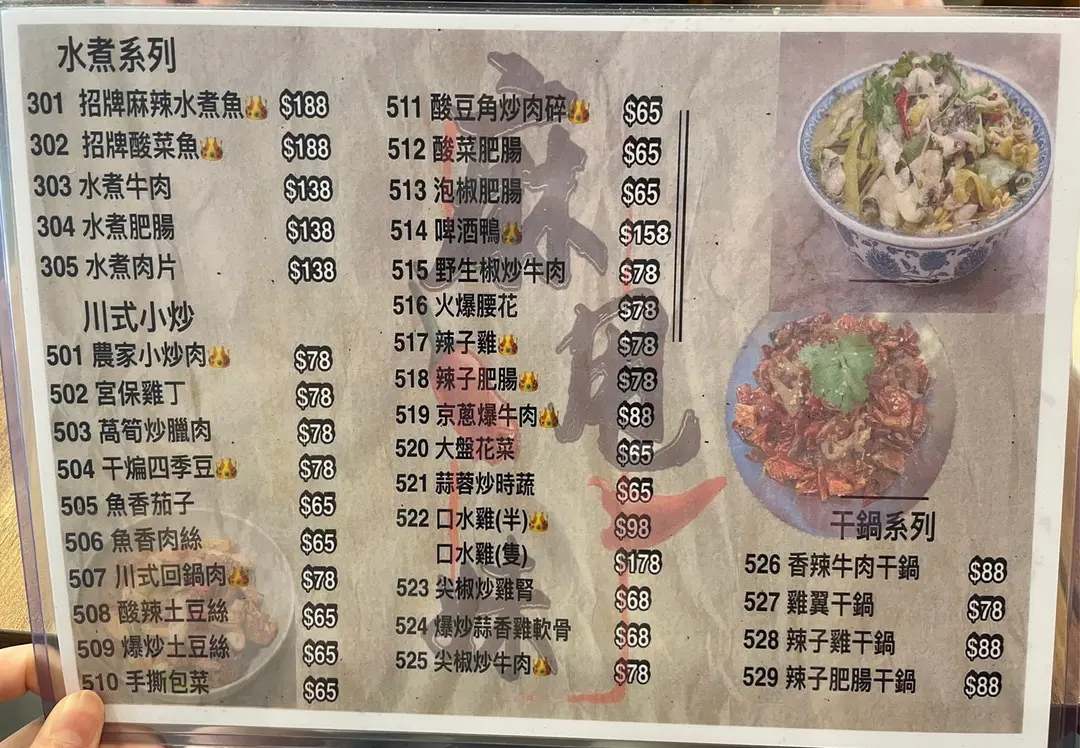 水煮系列
301 招牌麻辣水煮魚 $188
302 招牌酸菜魚 $188
303 水煮牛肉 $138
304 水煮肥腸 $138
305 水煮肉片 $138
川式小炒
501 農家小炒肉 $78
502 宮保雞丁 $78
503 萵筍炒臘肉 $78
504 干煸四季豆 $78
505 魚香茄子 $65
506 魚香肉絲 $65
507 川式回鍋肉 $78
508 酸辣土豆絲 $65
509 爆炒土豆絲 $65
510 手撕包菜 $65
511 酸豆角炒肉碎 $65
512 酸菜肥腸 $65
513 泡椒肥腸 $65
514 啤酒鴨 $158
515 野生椒炒牛肉 $78
516 火爆腰花 $78
517 辣子雞 $78
518 辣子肥腸 $78
519 京蔥爆牛肉 $88
520 大盤花菜 $65
521 蒜蓉炒時蔬 $65
522 口水雞(半) $98
口水雞(隻) $178
523 尖椒炒雞腎 $68
524 爆炒蒜香雞軟骨 $68
525 尖椒炒牛肉 $78
干鍋系列
526 香辣牛肉干鍋 $88
527 雞翼干鍋 $78
528 辣子雞干鍋 $88
529 辣子肥腸干鍋 $88